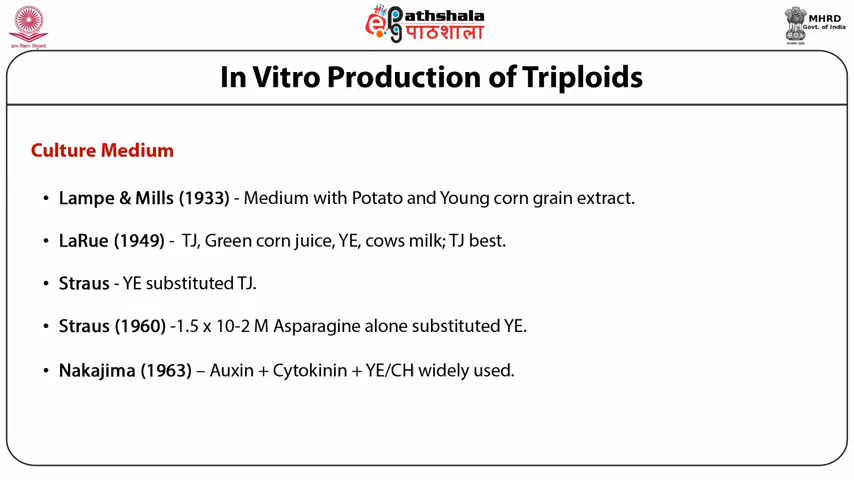 ePathshala
पाठशाला
MHRD
Govt. of India
In Vitro Production of Triploids
Culture Medium
• Lampe & Mills (1933) - Medium with Potato and Young corn grain extract.
• LaRue (1949) - TJ, Green corn juice, YE, cows milk; TJ best.
• Straus - YE substituted TJ.
• Straus (1960) -1.5 x 10-2 M Asparagine alone substituted YE.
• Nakajima (1963) – Auxin + Cytokinin + YE/CH widely used.